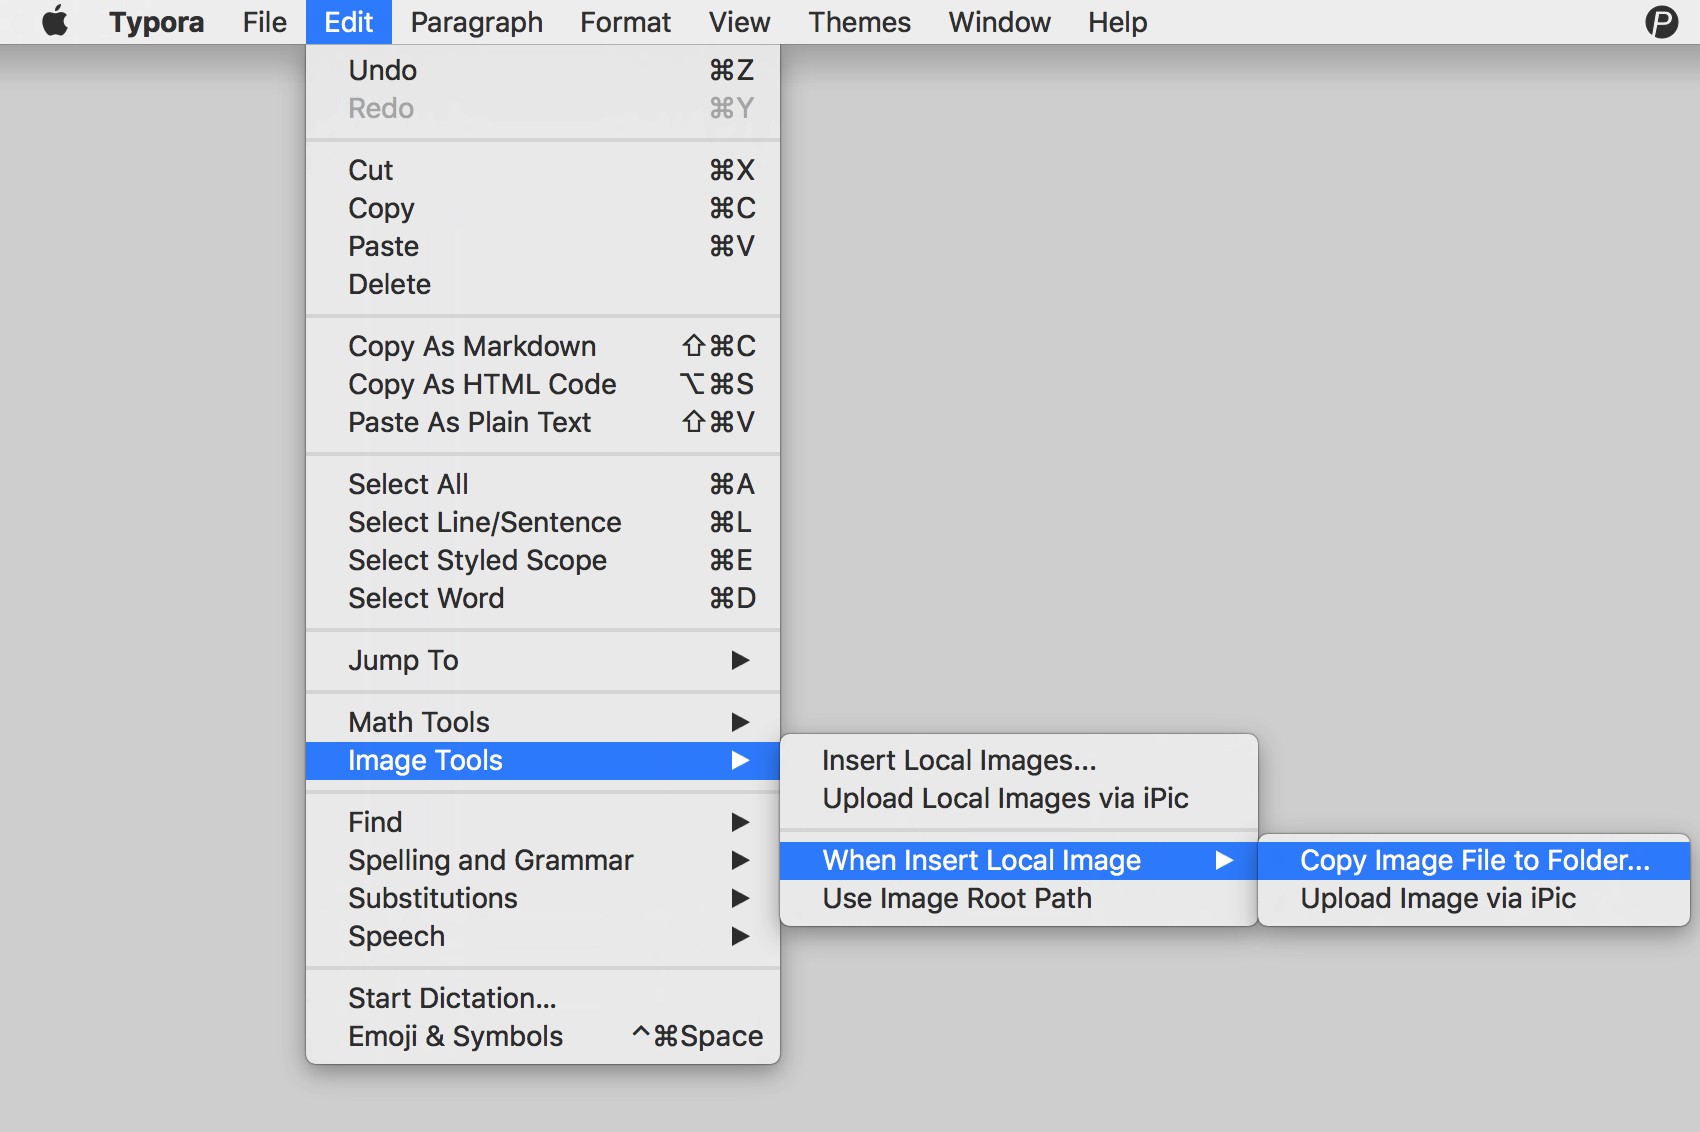 Typora File Edit Paragraph Format View Themes Window Help
Undo ⌘Z
Redo ⌘Y
Cut ⌘X
Copy ⌘C
Paste ⌘V
Delete
Copy As Markdown ⇧⌘C
Copy As HTML Code ⌥⌘S
Paste As Plain Text ⇧⌘V
Select All ⌘A
Select Line/Sentence ⌘L
Select Styled Scope ⌘E
Select Word ⌘D
Jump To ▶
Math Tools ▶
Image Tools ▶
Find ▶
Spelling and Grammar ▶
Substitutions ▶
Speech ▶
Start Dictation...
Emoji & Symbols ^⌘Space
Insert Local Images...
Upload Local Images via iPic
When Insert Local Image ▶
Use Image Root Path
Copy Image File to Folder...
Upload Image via iPic